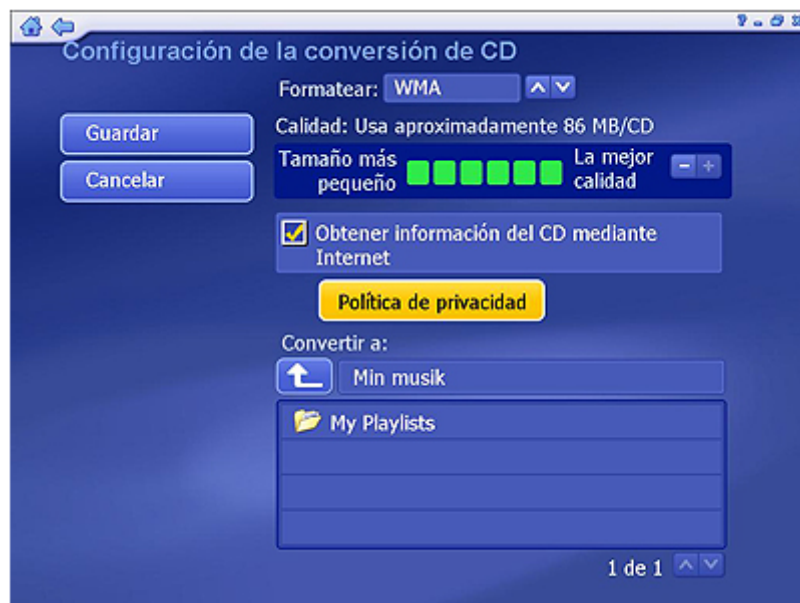 Configuración de la conversión de CD
Formatear: WMA
Guardar
Cancelar
Calidad: Usa aproximadamente 86 MB/CD
Tamaño más
pequeño
La mejor
calidad
Obtener información del CD mediante
Internet
Política de privacidad
Convertir a:
Min musik
My Playlists
1 de 1